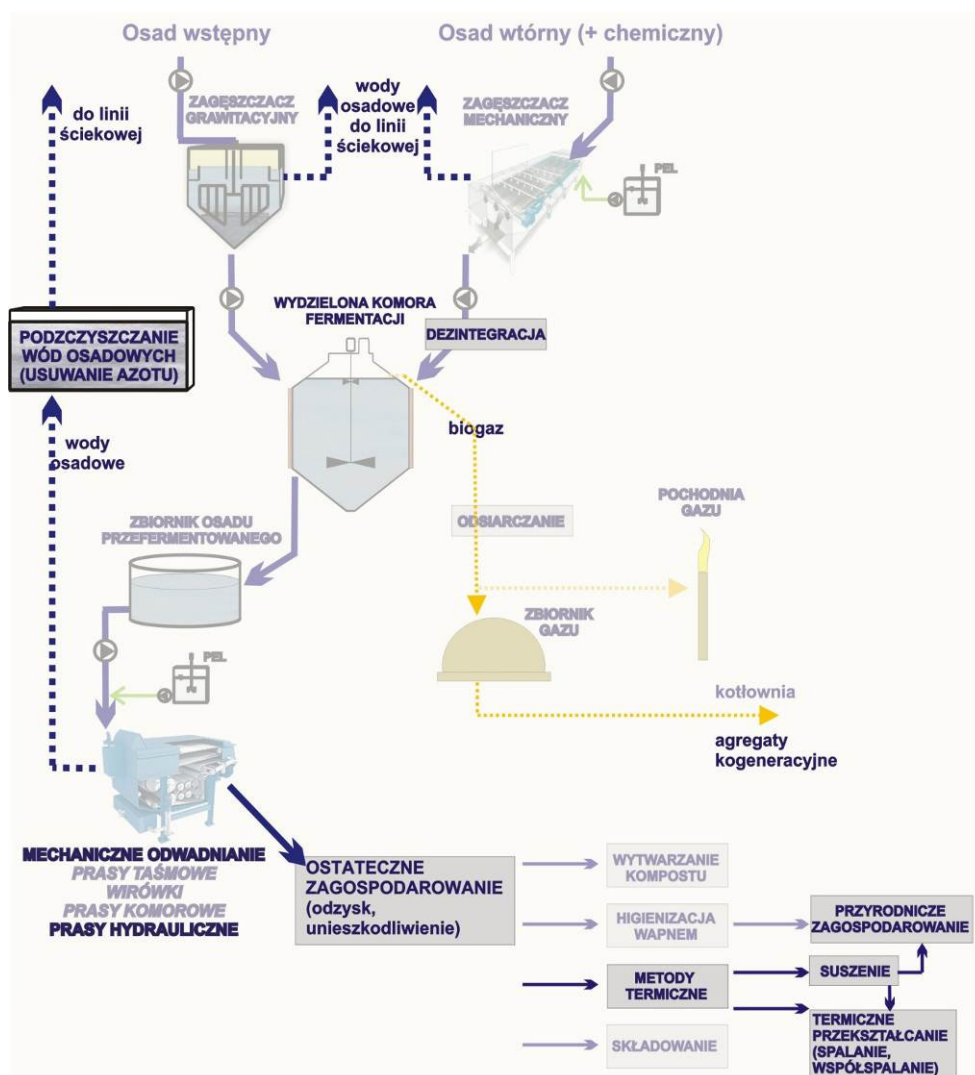 Osad wstępny
Osad wtórny (+ chemiczny)
do linii
ściekowej
ZAGĘSZCZACZ
GRAWITACYJNY
wody
osadowe
do linii
ściekowej
ZAGĘSZCZACZ
MECHANICZNY
PEL
WYDZIELONA KOMORA
FERMENTACJI
DEZINTEGRACJA
PODZCZYSZCZANIE
WÓD OSADOWYCH
(USUWANIE AZOTU)
wody
osadowe
biogaz
ZBIORNIK OSADU
PRZEFERMENTOWANEGO
ODSIARCZANIE
POCHODNIA
GAZU
ZBIORNIK
GAZU
PEL
kotłownia
agregaty
kogeneracyjne
MECHANICZNE ODWADNIANIE
PRASY TAŚMOWE
WIRÓWKI
PRASY KOMOROWE
PRASY HYDRAULICZNE
OSTATECZNE
ZAGOSPODAROWANIE
(odzysk,
unieszkodliwienie)
WYTWARZANIE
KOMPOSTU
HIGIENIZACJA
WAPNEM
PRZYRODNICZE
ZAGOSPODAROWANIE
METODY
TERMICZNE
SUSZENIE
SKŁADOWANIE
TERMICZNE
PRZEKSZTAŁCANIE
(SPALANIE,
WSPÓŁSPALANIE)